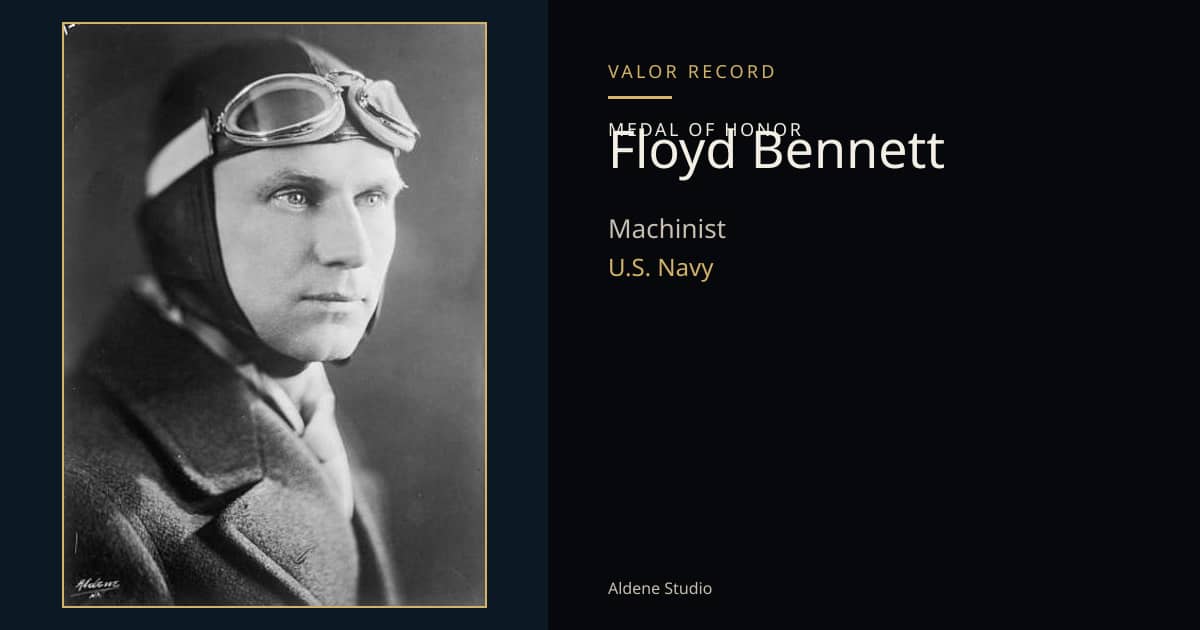 VALOR RECORD
MEDAL OF HONOR
Floyd Bennett
Machinist
U.S. Navy
Aldene Studio
Aldene